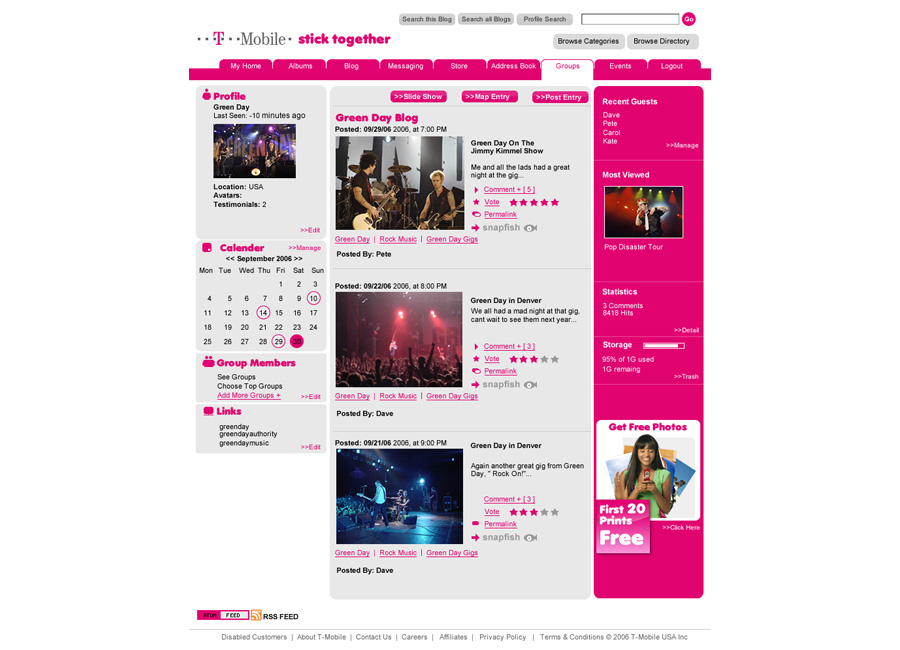 Search this Blog
Search all Blogs
Profile Search
Go
T-Mobile stick together
Browse Categories
Browse Directory
My Home
Albums
Blog
Messaging
Store
Address Book
Groups
Events
Logout
Profile
Green Day
Last Seen: -10 minutes ago
Location: USA
Avatars:
Testimonials: 2
>>Edit
Calender
>>Manage
<< September 2006 >>
Mon Tue Wed Thu Fri Sat Sun
1 2 3
4 5 6 7 8 9 10
11 12 13 14 15 16 17
18 19 20 21 22 23 24
25 26 27 28 29 30
Group Members
See Groups
Choose Top Groups
Add More Groups +
>>Edit
Links
greenday
greendayauthority
greendaymusic
>>Edit
>>Slide Show
>>Map Entry
>>Post Entry
Green Day Blog
Posted: 09/29/06 2006, at 7:00 PM
Green Day On The
Jimmy Kimmel Show
Me and all the lads had a great
night at the gig...
Comment + [ 5 ]
Vote
Permalink
snapfish
Green Day | Rock Music | Green Day Gigs
Posted By: Pete
Posted: 09/22/06 2006, at 8:00 PM
Green Day in Denver
We all had a mad night at that gig,
cant wait to see them next year...
Comment + [ 3 ]
Vote
Permalink
snapfish
Green Day | Rock Music | Green Day Gigs
Posted By: Dave
Posted: 09/21/06 2006, at 9:00 PM
Green Day in Denver
Again another great gig from Green
Day, " Rock On!"...
Comment + [ 3 ]
Vote
Permalink
snapfish
Green Day | Rock Music | Green Day Gigs
Posted By: Dave
Recent Guests
Dave
Pete
Carol
Kate
>>Manage
Most Viewed
Pop Disaster Tour
Statistics
3 Comments
8418 Hits
>>Detail
Storage
95% of 1G used
1G remaing
>>Trash
Get Free Photos
First 20
Prints
Free
>>Click Here
ATOM FEED
RSS FEED
Disabled Customers | About T-Mobile | Contact Us | Careers | Affiliates | Privacy Policy | Terms & Conditions © 2006 T-Mobile USA Inc